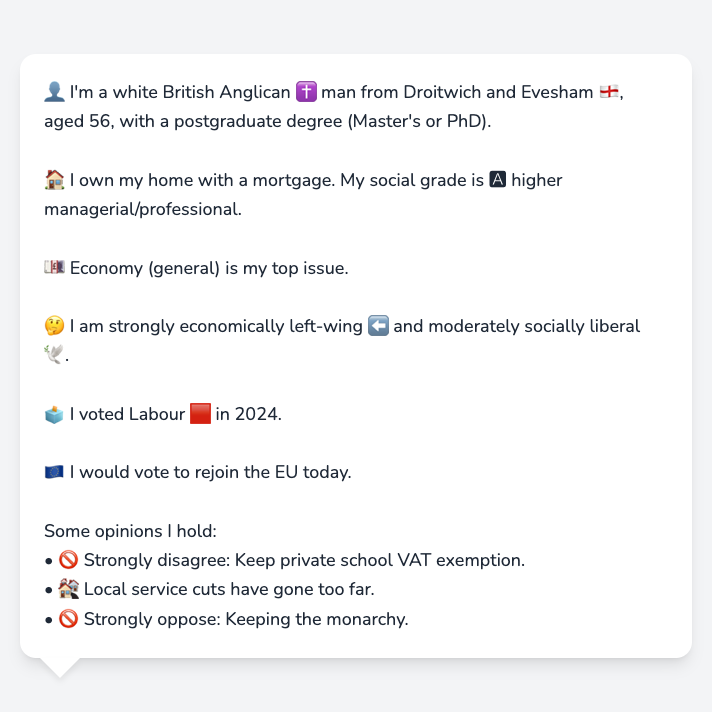 👤 I'm a white British Anglican ✝️ man from Droitwich and Evesham 🏴󠁧󠁢󠁥󠁮󠁧󠁿,
aged 56, with a postgraduate degree (Master's or PhD).
🏠 I own my home with a mortgage. My social grade is 🅰 higher
managerial/professional.
💷 Economy (general) is my top issue.
🤔 I am strongly economically left-wing ⬅️ and moderately socially liberal
🕊️.
🗳️ I voted Labour 🟥 in 2024.
🇪🇺 I would vote to rejoin the EU today.
Some opinions I hold:
• 🚫 Strongly disagree: Keep private school VAT exemption.
• 🏘️ Local service cuts have gone too far.
• 🚫 Strongly oppose: Keeping the monarchy.